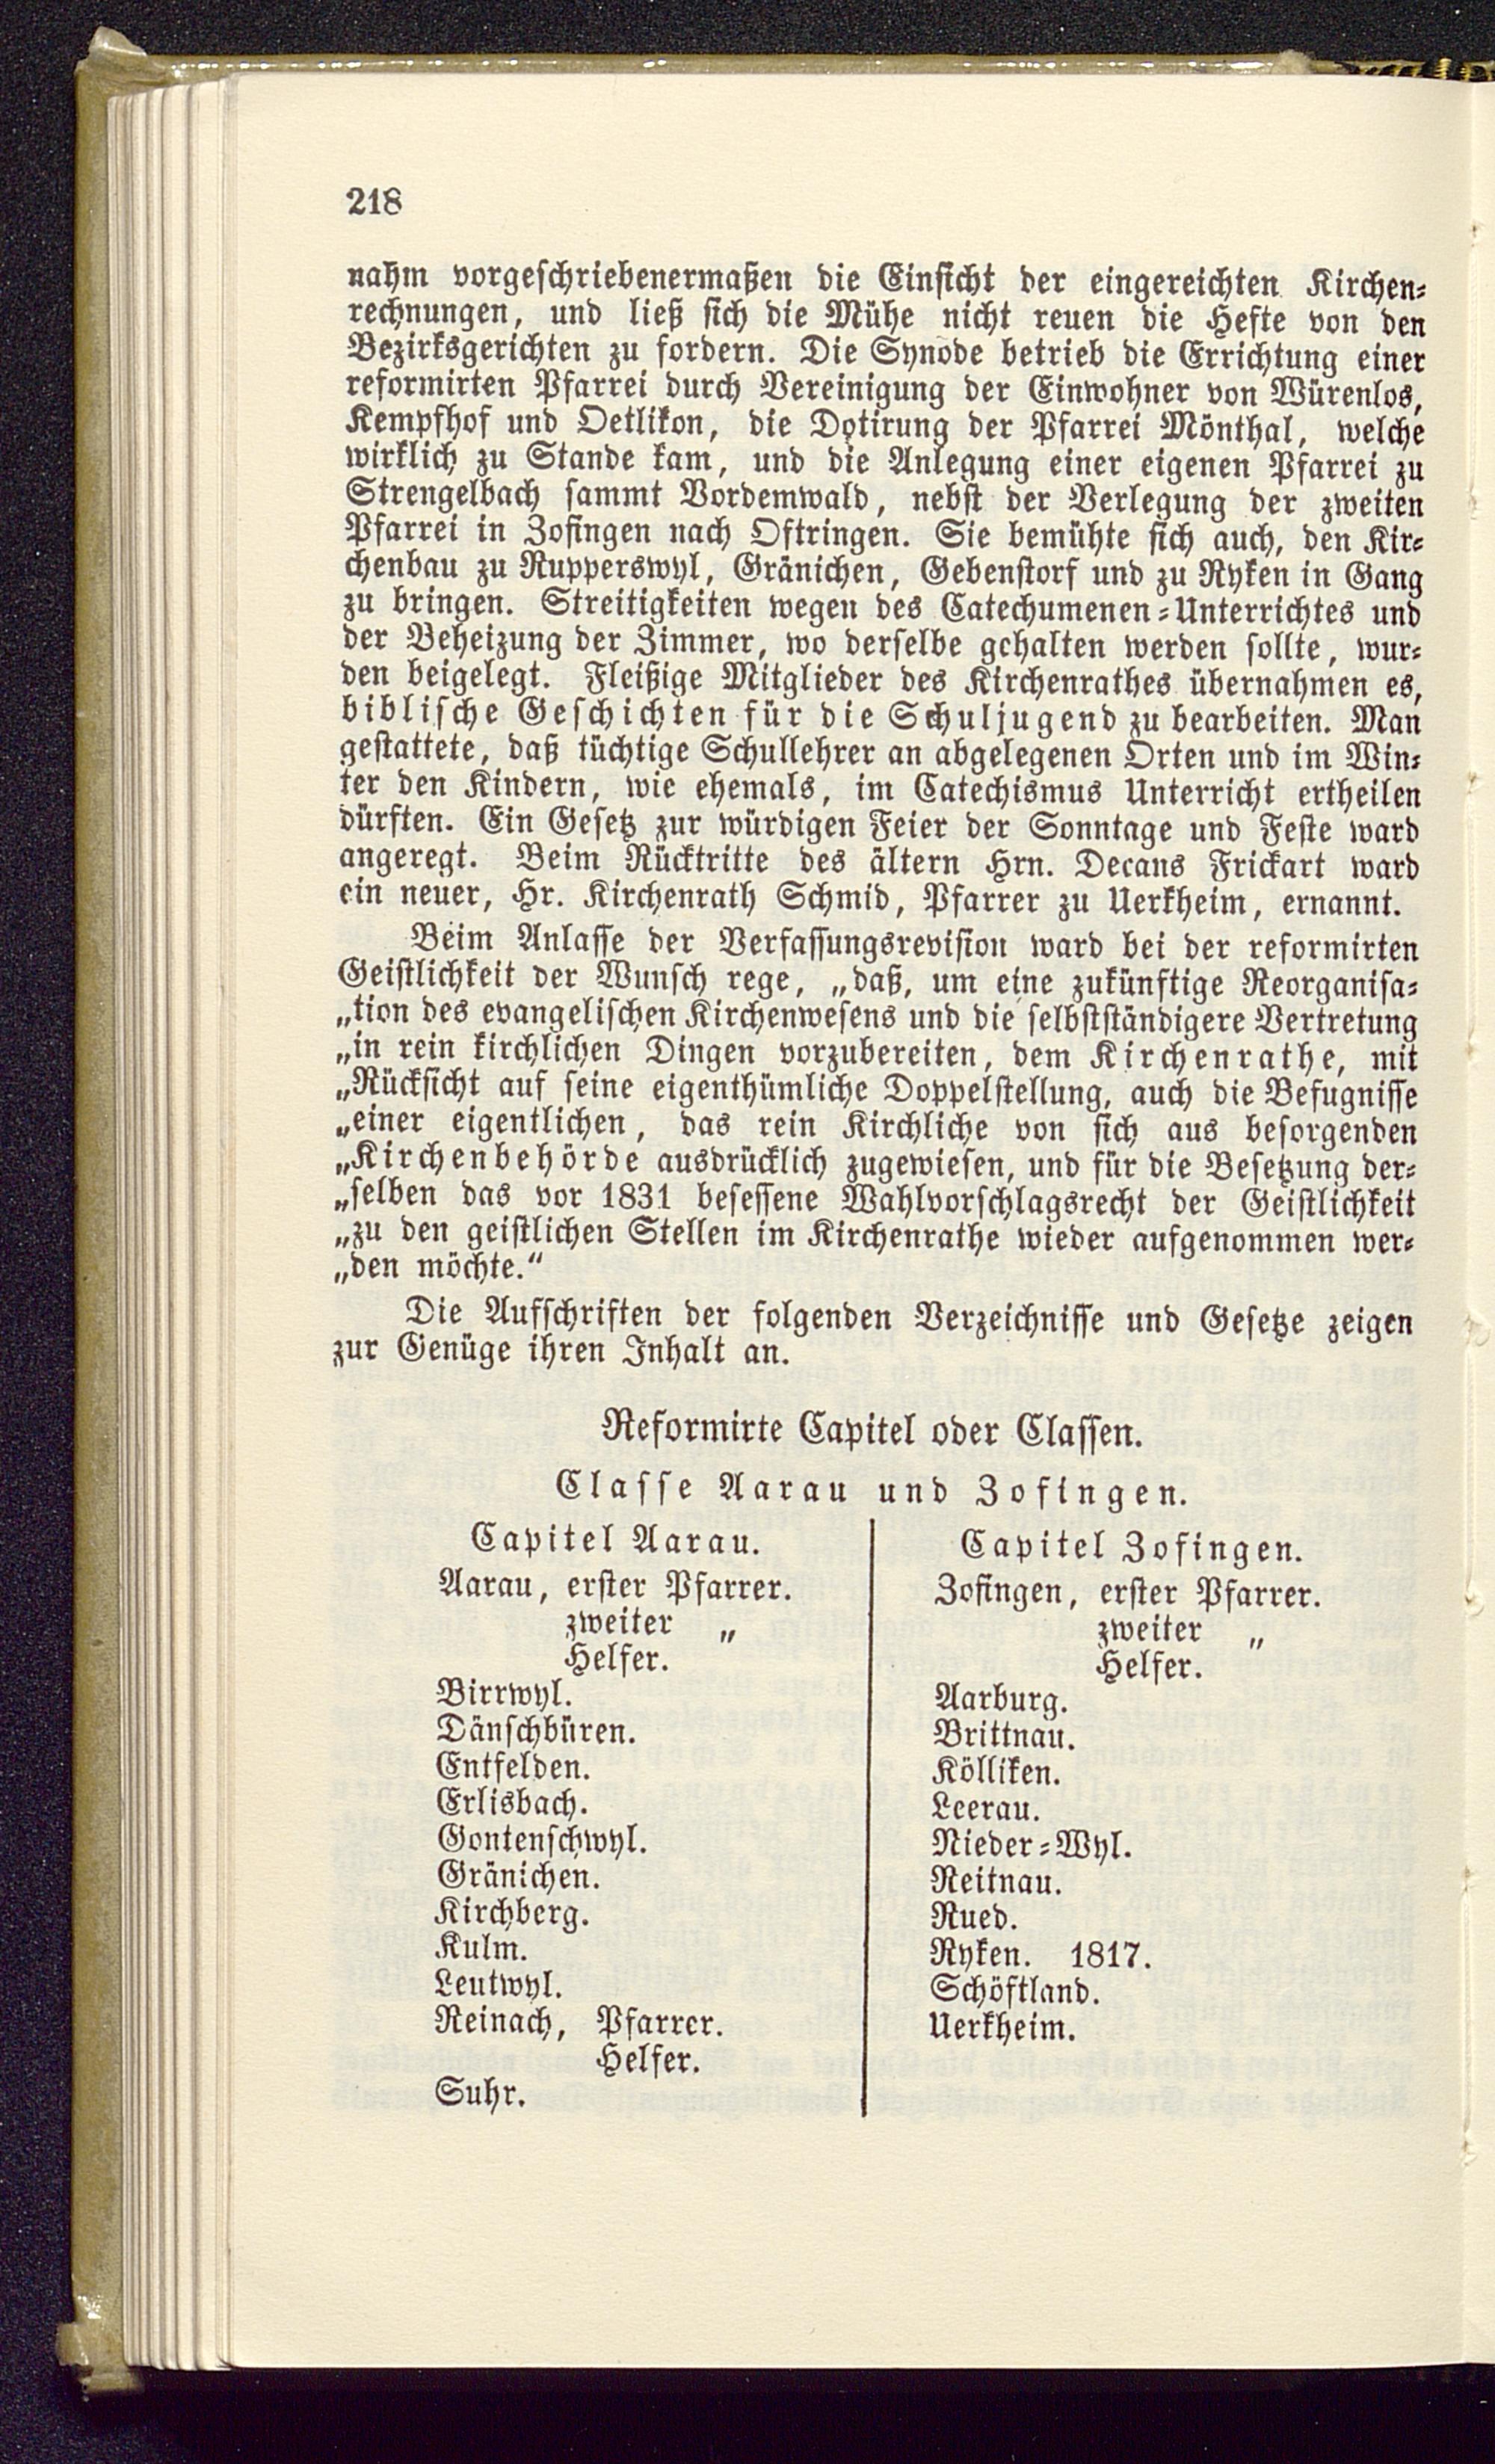 218
nahm vorgeschriebenermaßen die Einsicht der eingereichten Kirchen-
rechnungen, und ließ sich die Mühe nicht reuen die Hefte von den
Bezirksgerichten zu fordern. Die Synode betrieb die Errichtung einer
reformirten Pfarrei durch Vereinigung der Einwohner von Würenlos,
Kempfhof und Oetlikon, die Dotirung der Pfarrei Mönthal, welche
wirklich zu Stande kam, und die Anlegung einer eigenen Pfarrei zu
Strengelbach sammt Vordemwald, nebst der Verlegung der zweiten
Pfarrei in Zofingen nach Oftringen. Sie bemühte sich auch, den Kir-
chenbau zu Rupperswyl, Gränichen, Gebenstorf und zu Ryken in Gang
zu bringen. Streitigkeiten wegen des Catechumenen-Unterrichtes und
der Beheizung der Zimmer, wo derselbe gehalten werden sollte, wur-
den beigelegt. Fleißige Mitglieder des Kirchenrathes übernahmen es,
biblische Geschichten für die Schuljugend zu bearbeiten. Man
gestattete, daß tüchtige Schullehrer an abgelegenen Orten und im Win-
ter den Kindern, wie ehemals, im Catechismus Unterricht ertheilen
dürften. Ein Gesetz zur würdigen Feier der Sonntage und Feste ward
angeregt. Beim Rücktritte des ältern Hrn. Decans Frickart ward
ein neuer, Hr. Kirchenrath Schmid, Pfarrer zu Uerkheim, ernannt.
Beim Anlasse der Verfassungsrevision ward bei der reformirten
Geistlichkeit der Wunsch rege, „daß, um eine zukünftige Reorganisa-
„tion des evangelischen Kirchenwesens und die selbstständigere Vertretung
„in rein kirchlichen Dingen vorzubereiten, dem Kirchenrathe, mit
„Rücksicht auf seine eigenthümliche Doppelstellung, auch die Befugnisse
„einer eigentlichen, das rein Kirchliche von sich aus besorgenden
„Kirchenbehörde ausdrücklich zugewiesen, und für die Besetzung der-
„selben das vor 1831 besessene Wahlvorschlagsrecht der Geistlichkeit
„zu den geistlichen Stellen im Kirchenrathe wieder aufgenommen wer-
„den möchte.“
Die Aufschriften der folgenden Verzeichnisse und Gesetze zeigen
zur Genüge ihren Inhalt an.
Reformirte Capitel oder Classen.
Classe Aarau und Zofingen.
Capitel Aarau.
Aarau, erster Pfarrer.
zweiter „
Helfer.
Birrwyl.
Dänschbüren.
Entfelden.
Erlisbach.
Gontenschwyl.
Gränichen.
Kirchberg.
Kulm.
Leutwyl.
Reinach, Pfarrer.
Helfer.
Suhr.
Capitel Zofingen.
Zofingen, erster Pfarrer.
zweiter „
Helfer.
Aarburg.
Brittnau.
Kölliken.
Leerau.
Nieder-Wyl.
Reitnau.
Rued.
Ryken. 1817.
Schöftland.
Uerkheim.